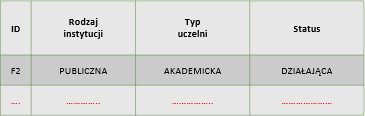 ID Rodzaj instytucji Typ uczelni Status
F2 PUBLICZNA AKADEMICKA DZIAŁAJĄCA
.... .............. ................ ...................